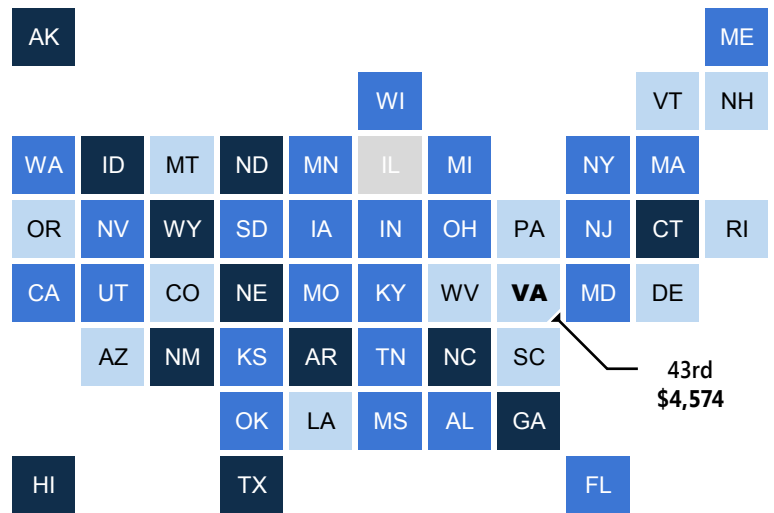 AK ME
WI VT NH
WA ID MT ND MN IL MI NY MA
OR NV WY SD IA IN OH PA NJ CT RI
CA UT CO NE MO KY WV VA MD DE
AZ NM KS AR TN NC SC
43rd
$4,574
OK LA MS AL GA
HI TX FL